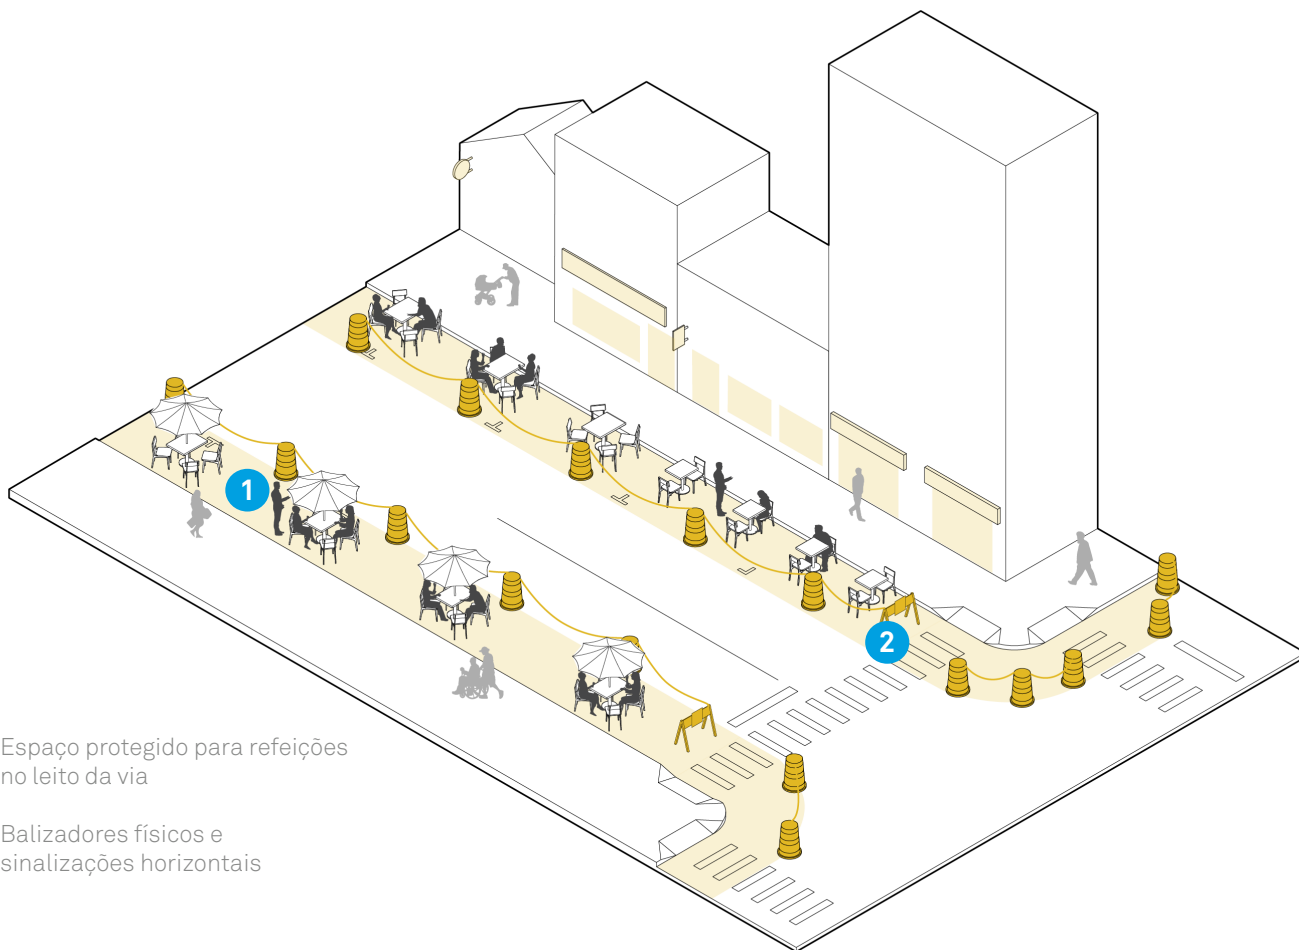 1
2
Espaço protegido para refeições
no leito da via
Balizadores físicos e
sinalizações horizontais